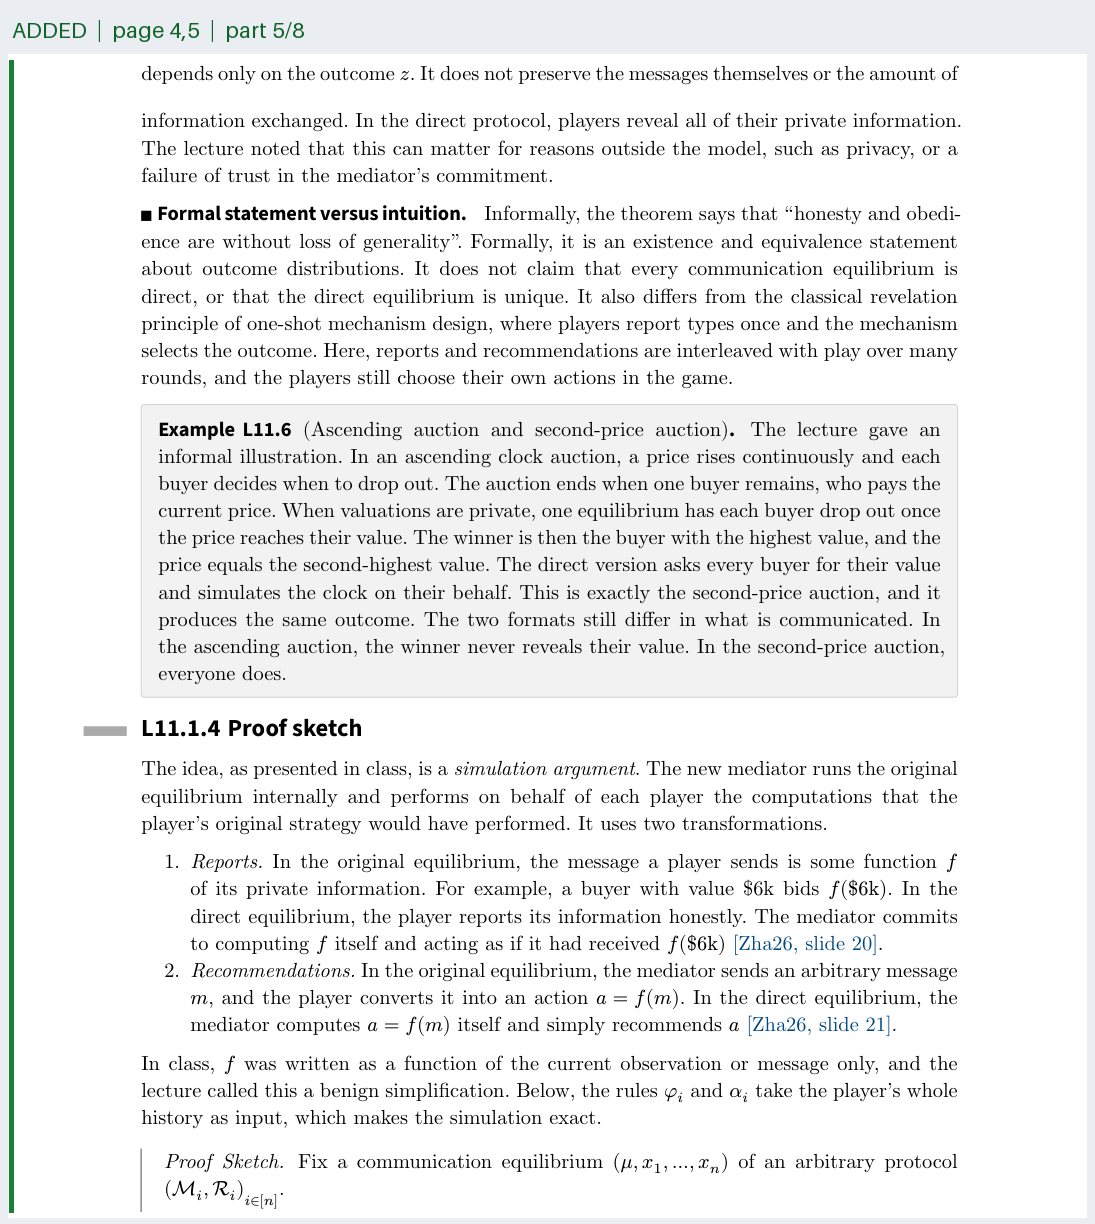 ADDED | page 4,5 | part 5/8
depends only on the outcome z. It does not preserve the messages themselves or the amount of
information exchanged. In the direct protocol, players reveal all of their private information.
The lecture noted that this can matter for reasons outside the model, such as privacy, or a
failure of trust in the mediator's commitment.
■ Formal statement versus intuition. Informally, the theorem says that “honesty and obedi-
ence are without loss of generality”. Formally, it is an existence and equivalence statement
about outcome distributions. It does not claim that every communication equilibrium is
direct, or that the direct equilibrium is unique. It also differs from the classical revelation
principle of one-shot mechanism design, where players report types once and the mechanism
selects the outcome. Here, reports and recommendations are interleaved with play over many
rounds, and the players still choose their own actions in the game.
Example L11.6 (Ascending auction and second-price auction). The lecture gave an
informal illustration. In an ascending clock auction, a price rises continuously and each
buyer decides when to drop out. The auction ends when one buyer remains, who pays the
current price. When valuations are private, one equilibrium has each buyer drop out once
the price reaches their value. The winner is then the buyer with the highest value, and the
price equals the second-highest value. The direct version asks every buyer for their value
and simulates the clock on their behalf. This is exactly the second-price auction, and it
produces the same outcome. The two formats still differ in what is communicated. In
the ascending auction, the winner never reveals their value. In the second-price auction,
everyone does.
L11.1.4 Proof sketch
The idea, as presented in class, is a simulation argument. The new mediator runs the original
equilibrium internally and performs on behalf of each player the computations that the
player's original strategy would have performed. It uses two transformations.
1. Reports. In the original equilibrium, the message a player sends is some function f
of its private information. For example, a buyer with value $6k bids f($6k). In the
direct equilibrium, the player reports its information honestly. The mediator commits
to computing f itself and acting as if it had received f($6k) [Zha26, slide 20].
2. Recommendations. In the original equilibrium, the mediator sends an arbitrary message
m, and the player converts it into an action a = f(m). In the direct equilibrium, the
mediator computes a = f(m) itself and simply recommends a [Zha26, slide 21].
In class, f was written as a function of the current observation or message only, and the
lecture called this a benign simplification. Below, the rules φᵢ and αᵢ take the player's whole
history as input, which makes the simulation exact.
Proof Sketch. Fix a communication equilibrium (μ, x₁, ..., xₙ) of an arbitrary protocol
(ℳᵢ, ℛᵢ)ᵢ∈[n].